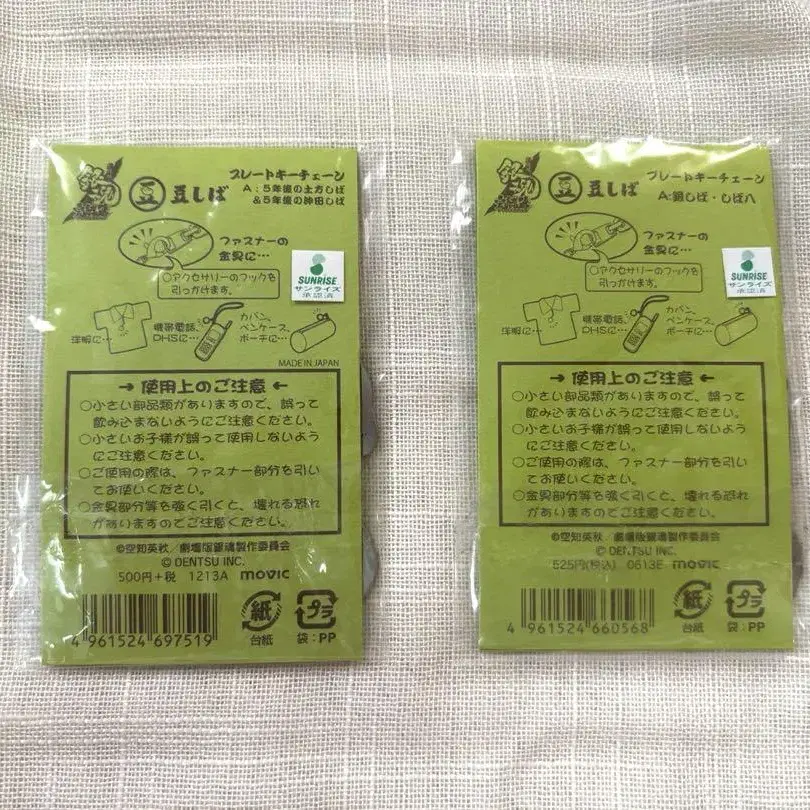 銀魂
豆 豆しば
プレートキーチェーン
A：5年後の土方しば
&5年後の沖田しば
ファスナーの
金具に…
○アクセサリーのフックを
引っかけます。
SUNRISE
サンライズ
承認済
洋服に…
携帯電話、
PHSに…
カバン、
ペンケース、
ポーチに…
MADE IN JAPAN
→ 使用上のご注意 ←
○小さい部品類がありますので、誤って
飲み込まないようにご注意ください。
○小さいお子様が誤って使用しないよう
にご注意ください。
○ご使用の際は、ファスナー部分を引い
てお使いください。
○金具部分等を強く引くと、壊れる恐れ
がありますのでご注意ください。
©空知英秋／劇場版銀魂製作委員会
© DENTSU INC.
500円+税 1213A movic
4 961524 697519
紙
台紙
プラ
袋：PP
銀魂
豆 豆しば
プレートキーチェーン
A：銀しば・しば八
ファスナーの
金具に…
○アクセサリーのフックを
引っかけます。
SUNRISE
サンライズ
承認済
洋服に…
携帯電話、
PHSに…
カバン、
ペンケース、
ポーチに…
→ 使用上のご注意 ←
○小さい部品類がありますので、誤って
飲み込まないようにご注意ください。
○小さいお子様が誤って使用しないよう
にご注意ください。
○ご使用の際は、ファスナー部分を引い
てお使いください。
○金具部分等を強く引くと、壊れる恐れ
がありますのでご注意ください。
©空知英秋／劇場版銀魂製作委員会
© DENTSU INC.
525円(税込) 0613E movic
4 961524 660568
紙
台紙
プラ
袋：PP